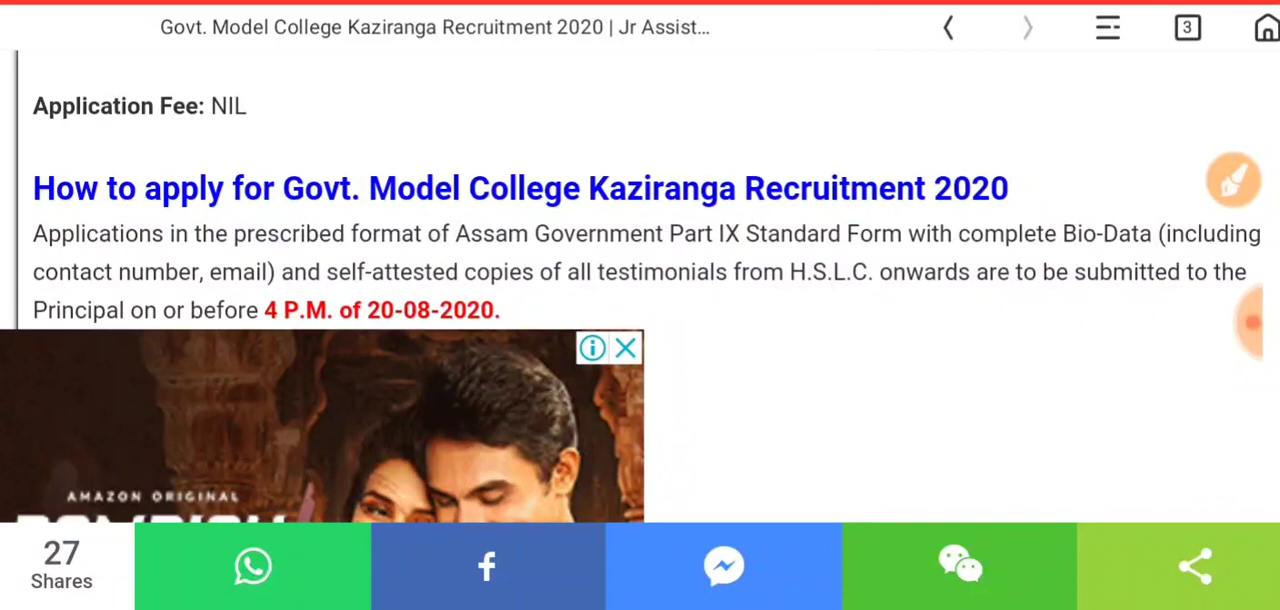 Govt. Model College Kaziranga Recruitment 2020 | Jr Assist...
3
Application Fee: NIL
How to apply for Govt. Model College Kaziranga Recruitment 2020
Applications in the prescribed format of Assam Government Part IX Standard Form with complete Bio-Data (including
contact number, email) and self-attested copies of all testimonials from H.S.L.C. onwards are to be submitted to the
Principal on or before 4 P.M. of 20-08-2020.
AMAZON ORIGINAL
27
Shares